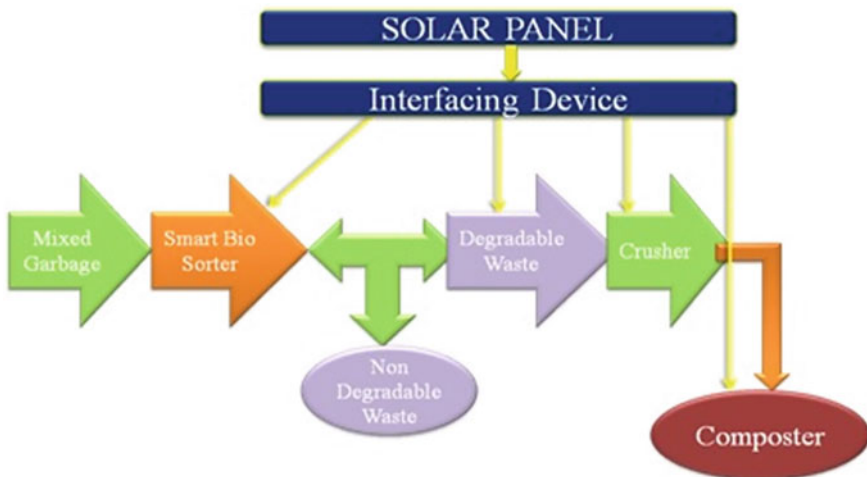 SOLAR PANEL
Interfacing Device
Mixed
Garbage
Smart Bio
Sorter
Degradable
Waste
Crusher
Non
Degradable
Waste
Composter